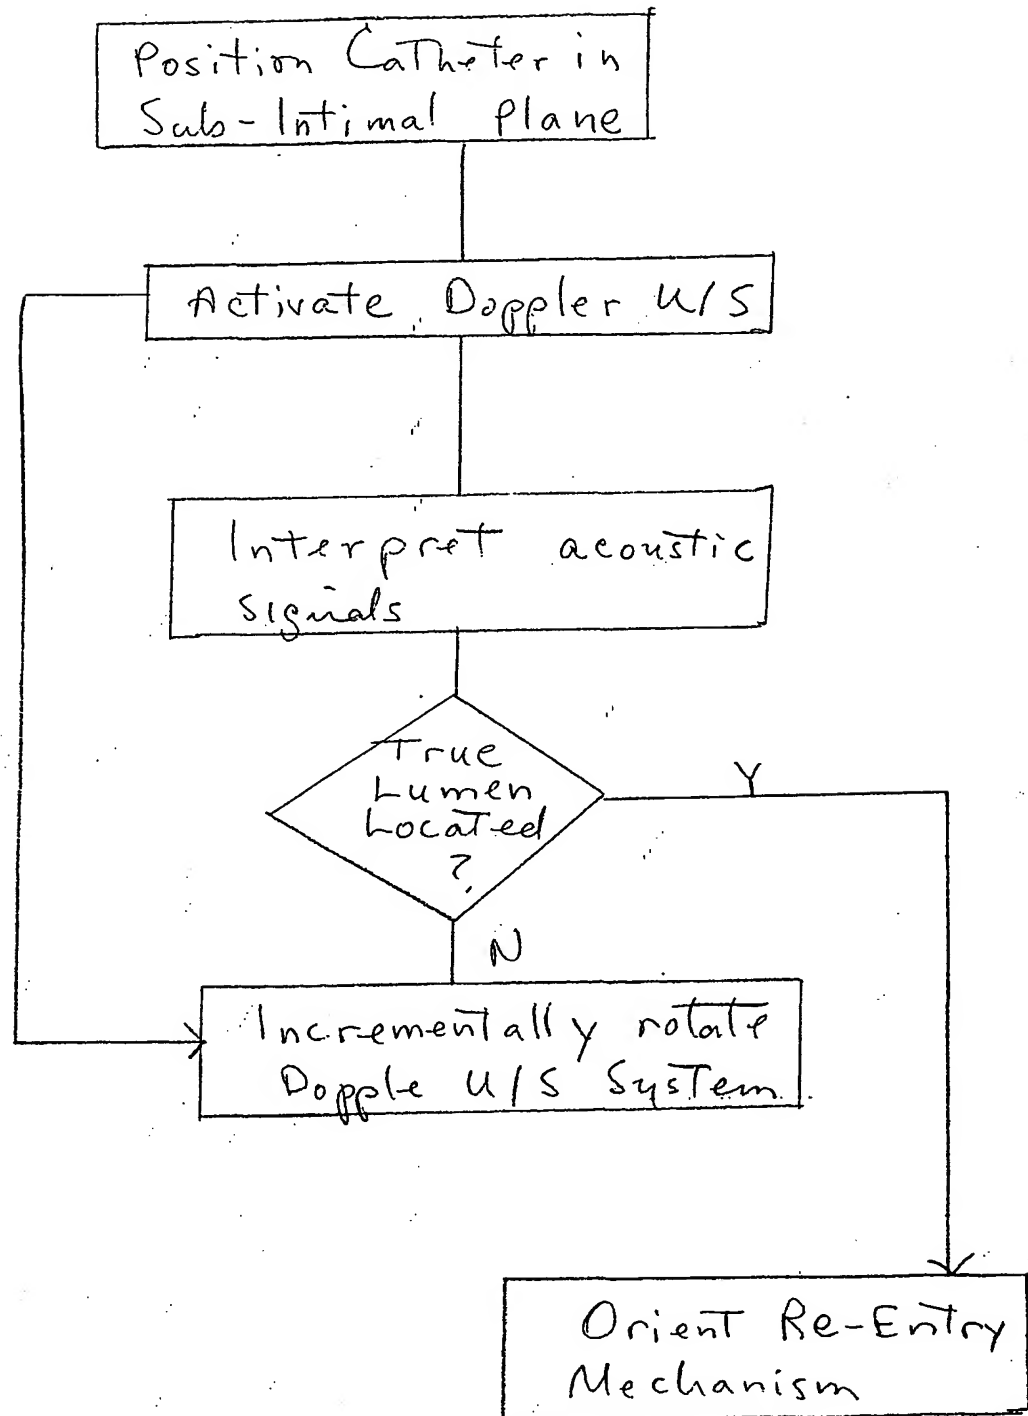 Position Catheter in
Sub-Intimal Plane
Activate Doppler U/S
Interpret acoustic
signals
True
Lumen
Located
?
Y
N
Incrementally rotate
Dopple U/S System
Orient Re-Entry
Mechanism